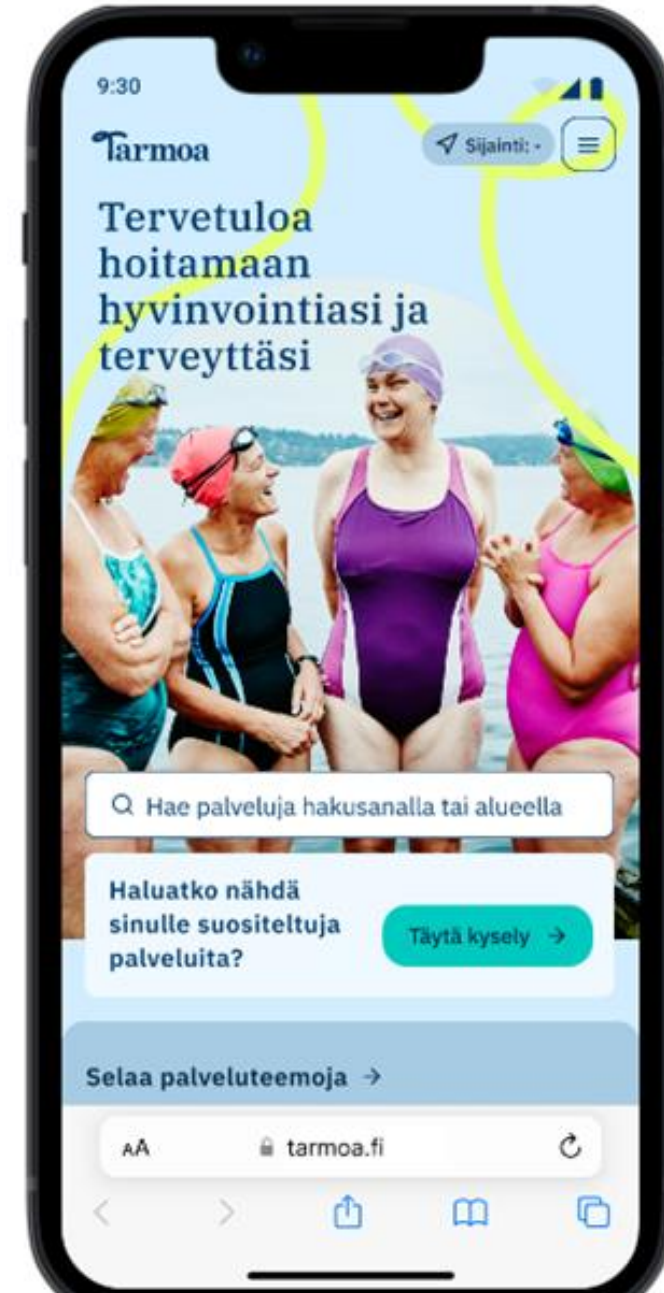 9:30
Tarmoa
Sijainti: -
Tervetuloa
hoitamaan
hyvinvointiasi ja
terveyttäsi
Hae palveluja hakusanalla tai alueella
Haluatko nähdä
sinulle suositeltuja
palveluita?
Täytä kysely →
Selaa palveluteemoja →
AA
tarmoa.fi